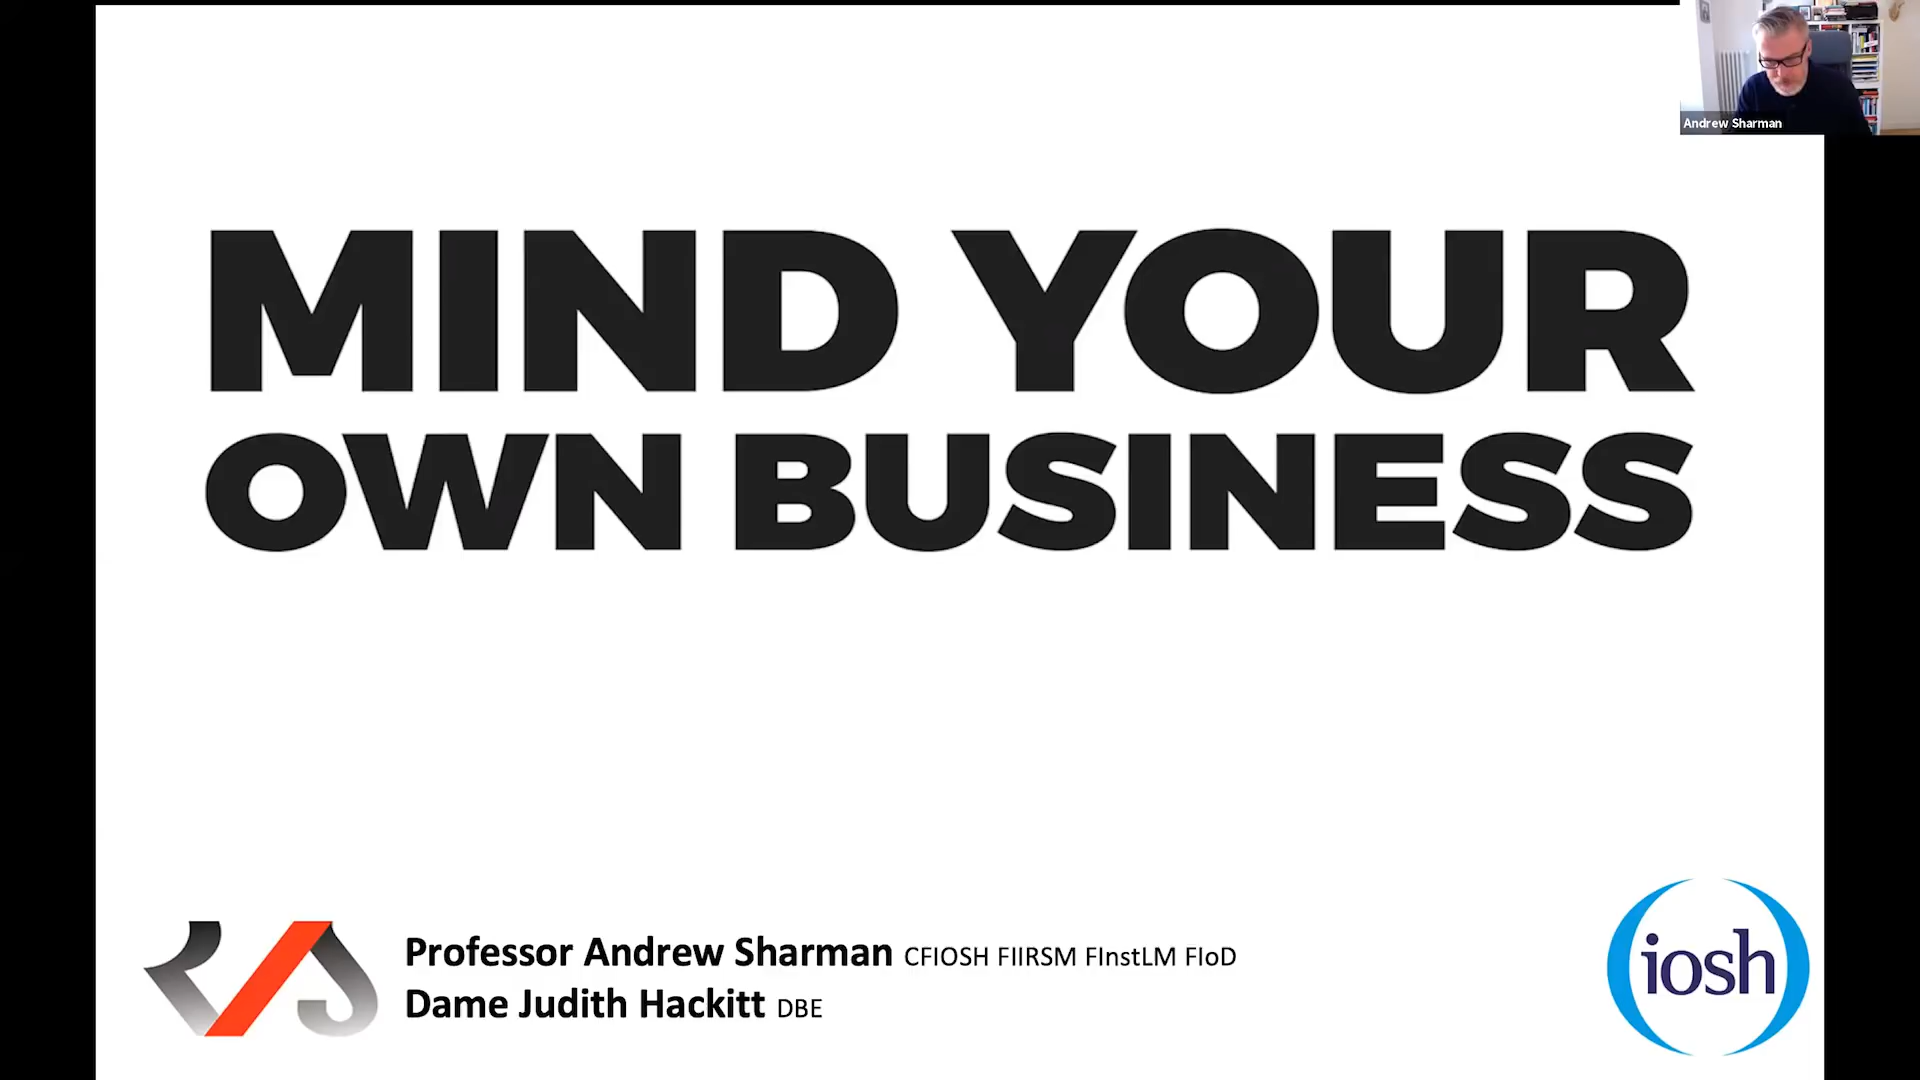 Andrew Sharman
MIND YOUR
OWN BUSINESS
Professor Andrew Sharman CFIOSH FIIRSM FInstLM FIoD
Dame Judith Hackitt DBE
iosh